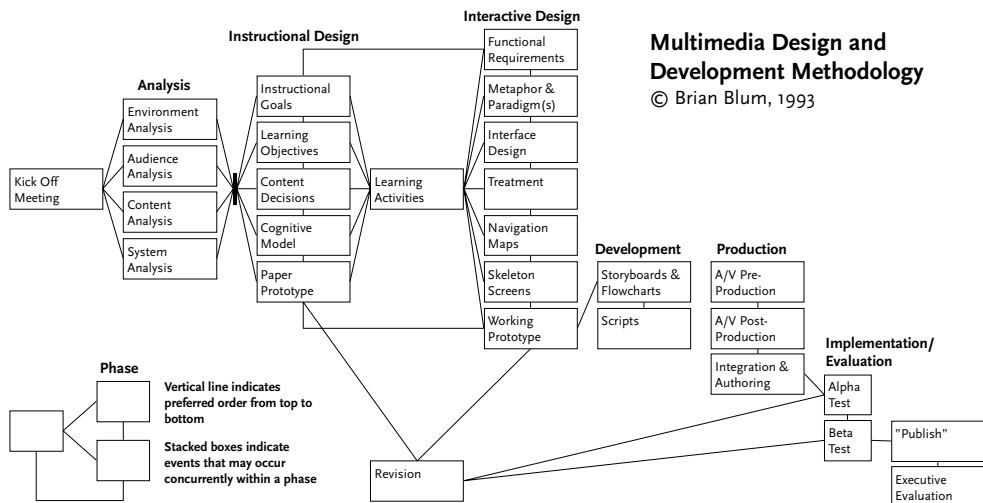 Multimedia Design and
Development Methodology
© Brian Blum, 1993
Kick Off
Meeting
Analysis
Environment
Analysis
Audience
Analysis
Content
Analysis
System
Analysis
Instructional Design
Instructional
Goals
Learning
Objectives
Content
Decisions
Cognitive
Model
Paper
Prototype
Learning
Activities
Interactive Design
Functional
Requirements
Metaphor &
Paradigm(s)
Interface
Design
Treatment
Navigation
Maps
Skeleton
Screens
Working
Prototype
Development
Storyboards &
Flowcharts
Scripts
Production
A/V Pre-
Production
A/V Post-
Production
Integration &
Authoring
Implementation/
Evaluation
Alpha
Test
Beta
Test
"Publish"
Executive
Evaluation
Revision
Phase
Vertical line indicates
preferred order from top to
bottom
Stacked boxes indicate
events that may occur
concurrently within a phase